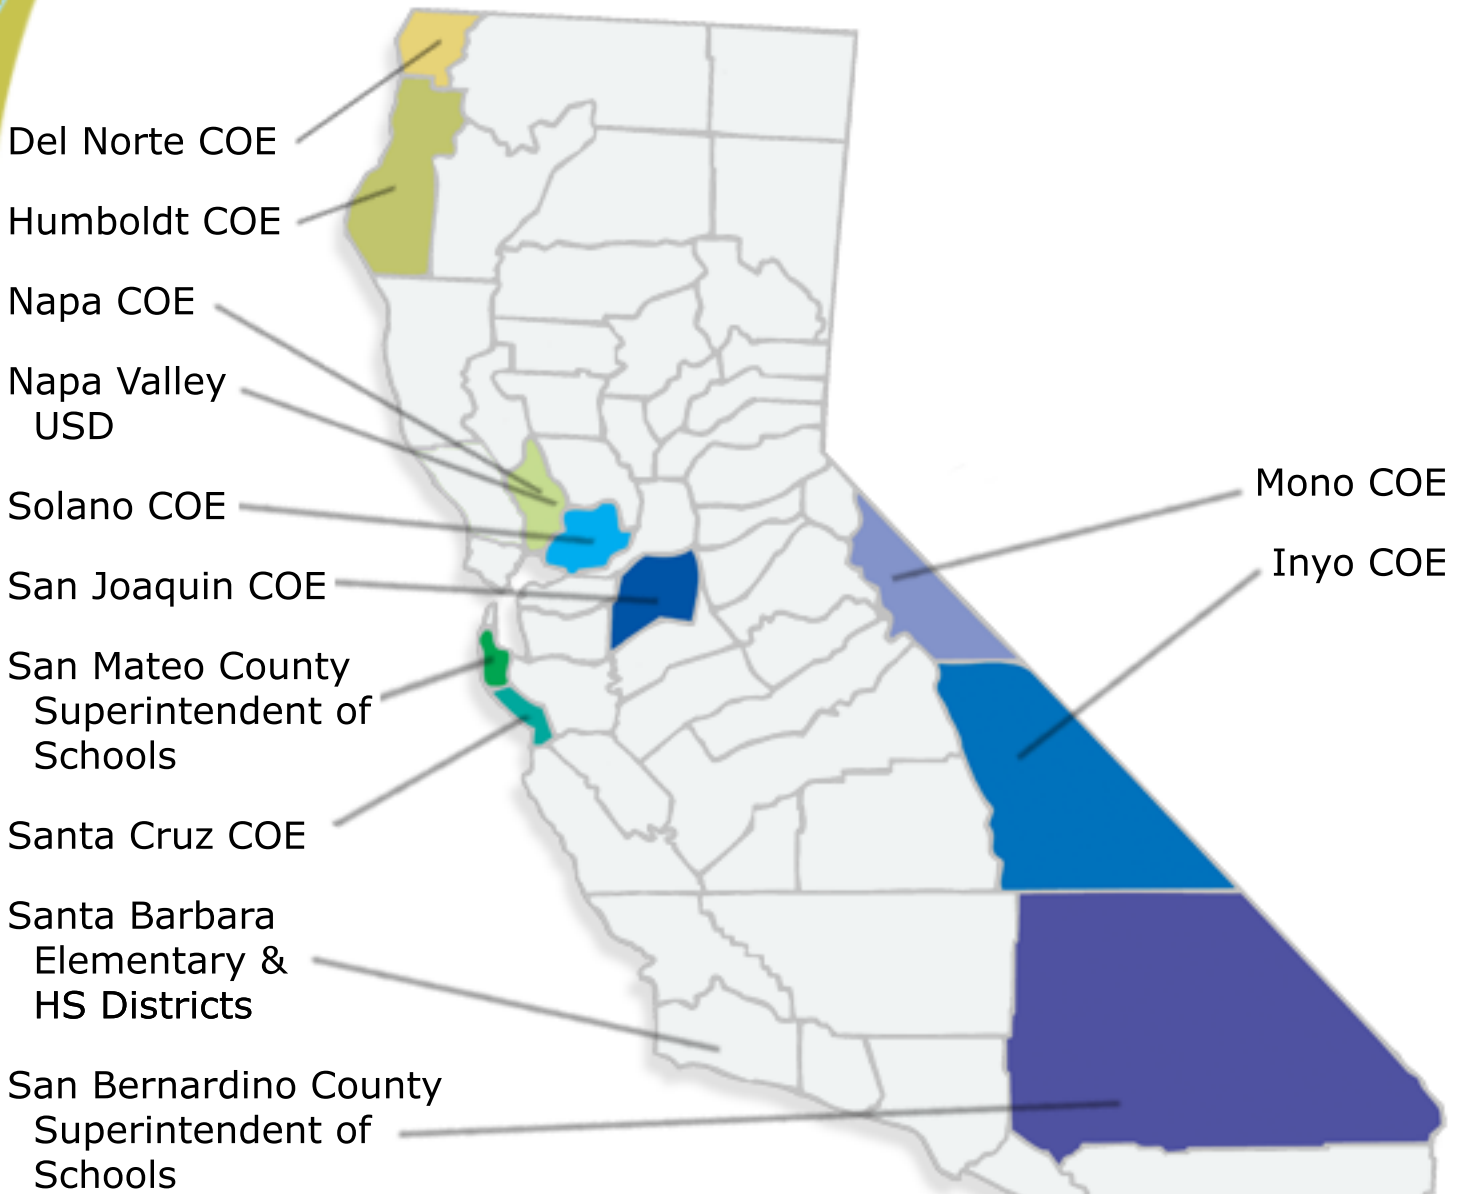 Del Norte COE
Humboldt COE
Napa COE
Napa Valley
USD
Solano COE
San Joaquin COE
San Mateo County
Superintendent of
Schools
Santa Cruz COE
Santa Barbara
Elementary &
HS Districts
San Bernardino County
Superintendent of
Schools
Mono COE
Inyo COE